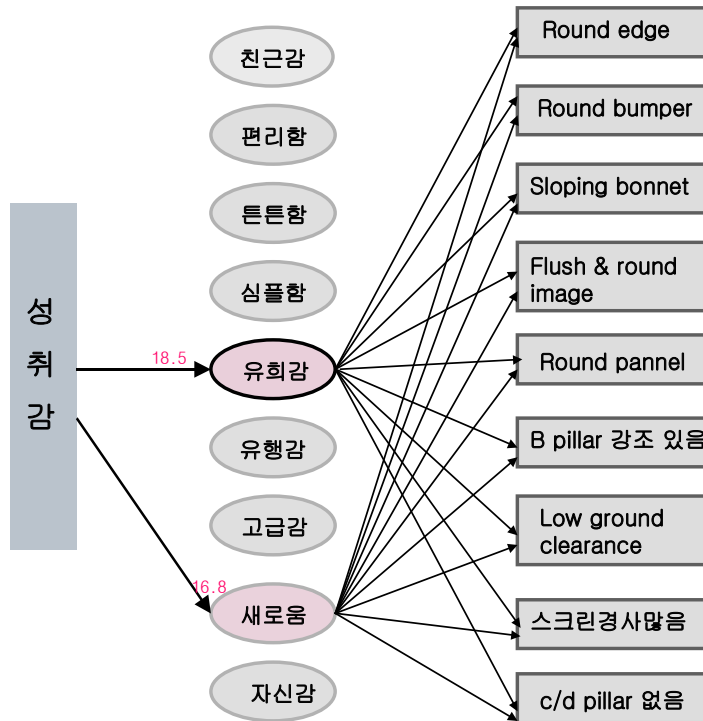 성
취
감
18.5
16.8
친근감
편리함
튼튼함
심플함
유희감
유행감
고급감
새로움
자신감
Round edge
Round bumper
Sloping bonnet
Flush & round
image
Round pannel
B pillar 강조 있음
Low ground
clearance
스크린경사많음
c/d pillar 없음